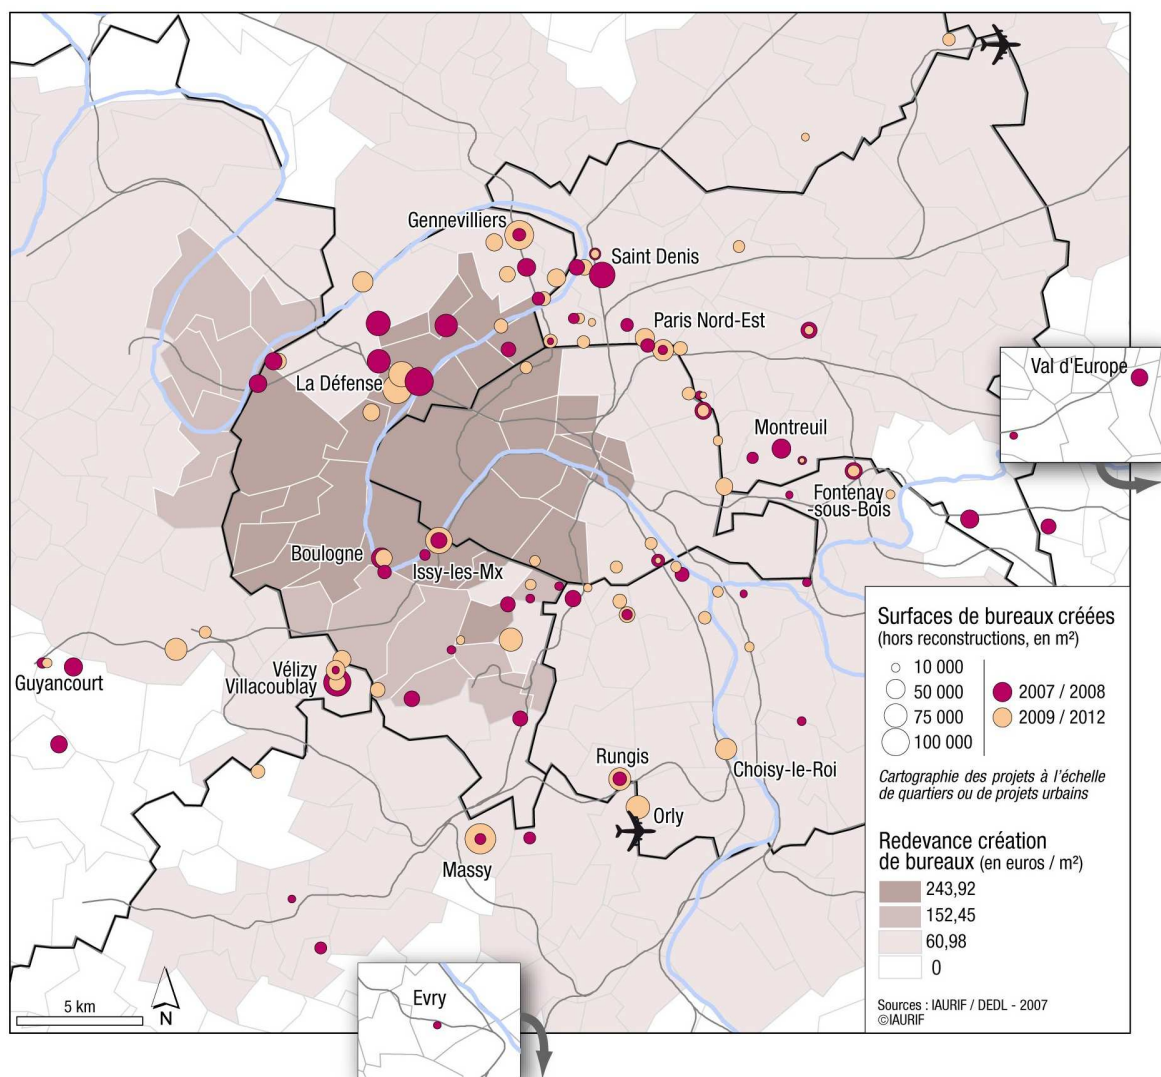 Gennevilliers
Saint Denis
Paris Nord-Est
Val d'Europe
La Défense
Montreuil
Fontenay
-sous-Bois
Boulogne
Issy-les-Mx
Guyancourt
Vélizy
Villacoublay
Rungis
Choisy-le-Roi
Orly
Massy
Evry
5 km
N
Surfaces de bureaux créées
(hors reconstructions, en m²)
10 000
50 000
75 000
100 000
2007 / 2008
2009 / 2012
Cartographie des projets à l'échelle
de quartiers ou de projets urbains
Redevance création
de bureaux (en euros / m²)
243,92
152,45
60,98
0
Sources : IAURIF / DEDL - 2007
©IAURIF